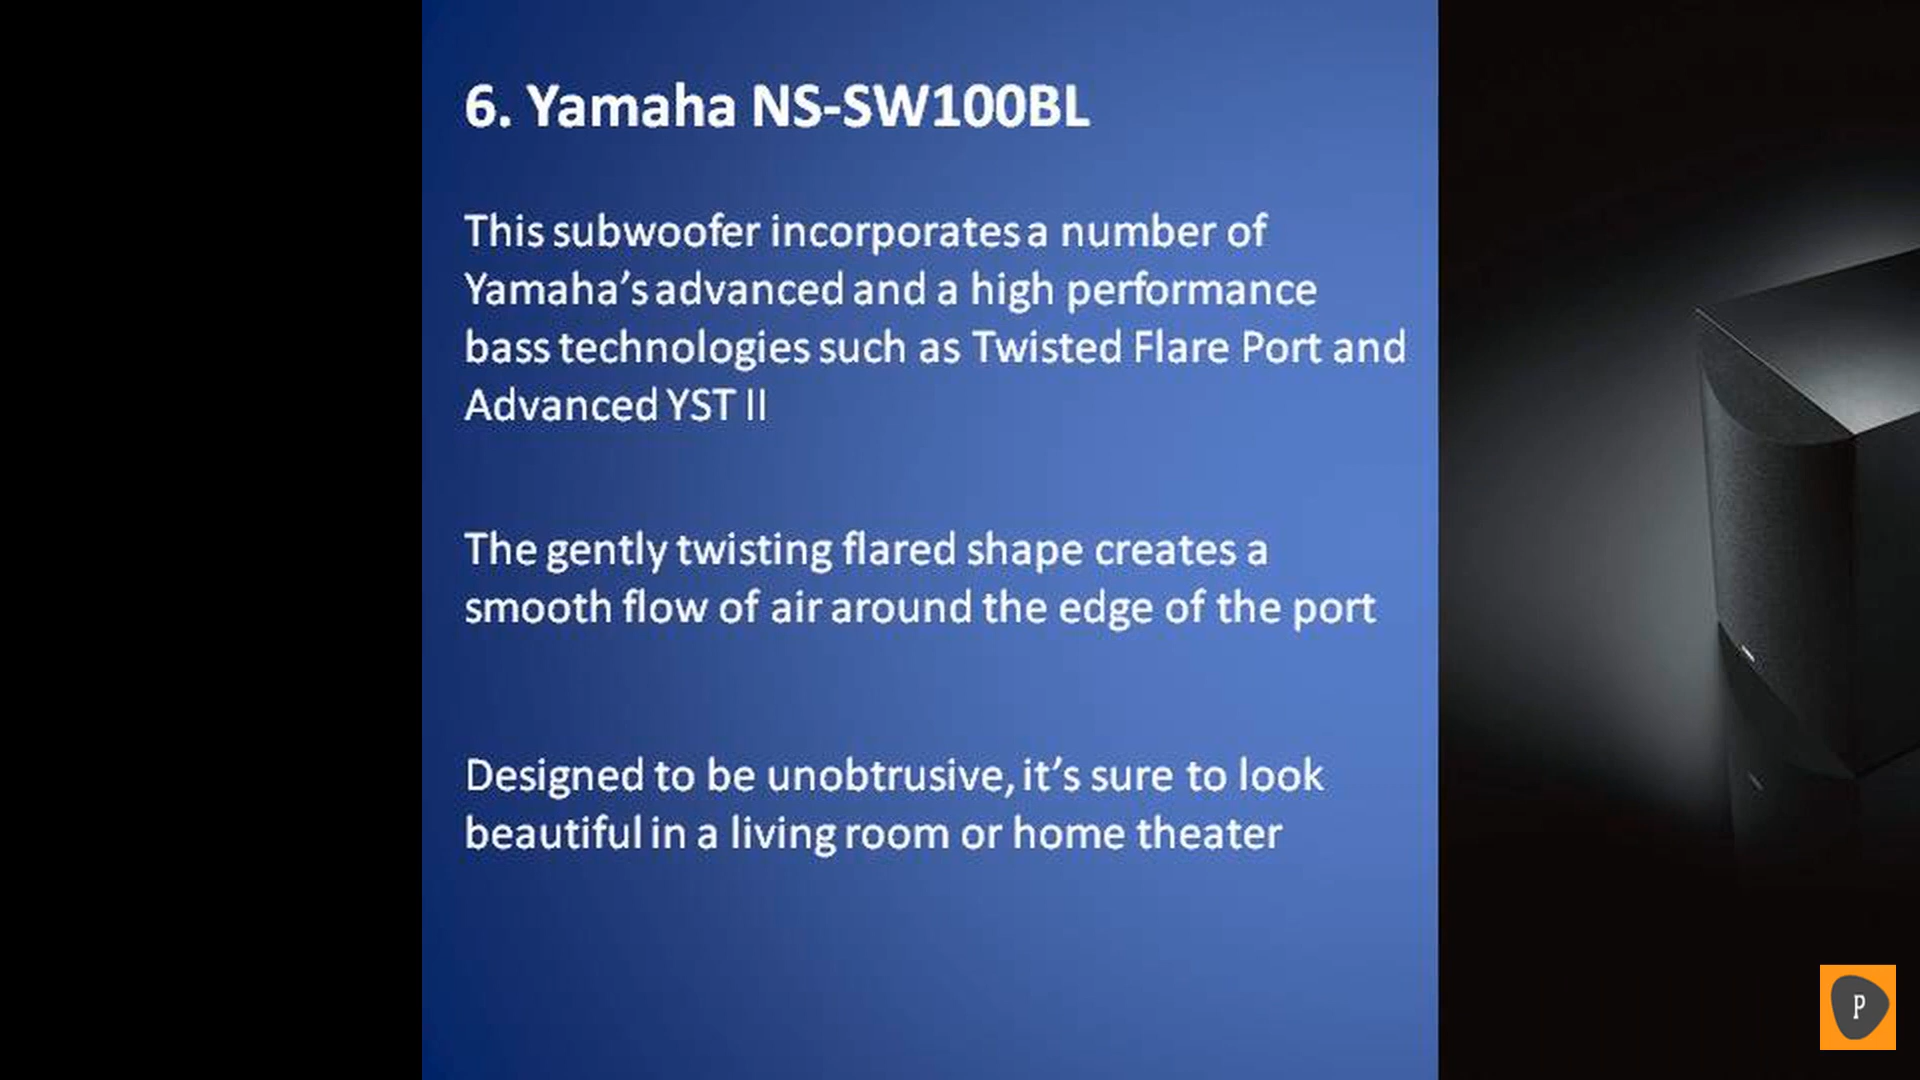 6. Yamaha NS-SW100BL
This subwoofer incorporates a number of
Yamaha’s advanced and a high performance
bass technologies such as Twisted Flare Port and
Advanced YST II
The gently twisting flared shape creates a
smooth flow of air around the edge of the port
Designed to be unobtrusive, it’s sure to look
beautiful in a living room or home theater
P